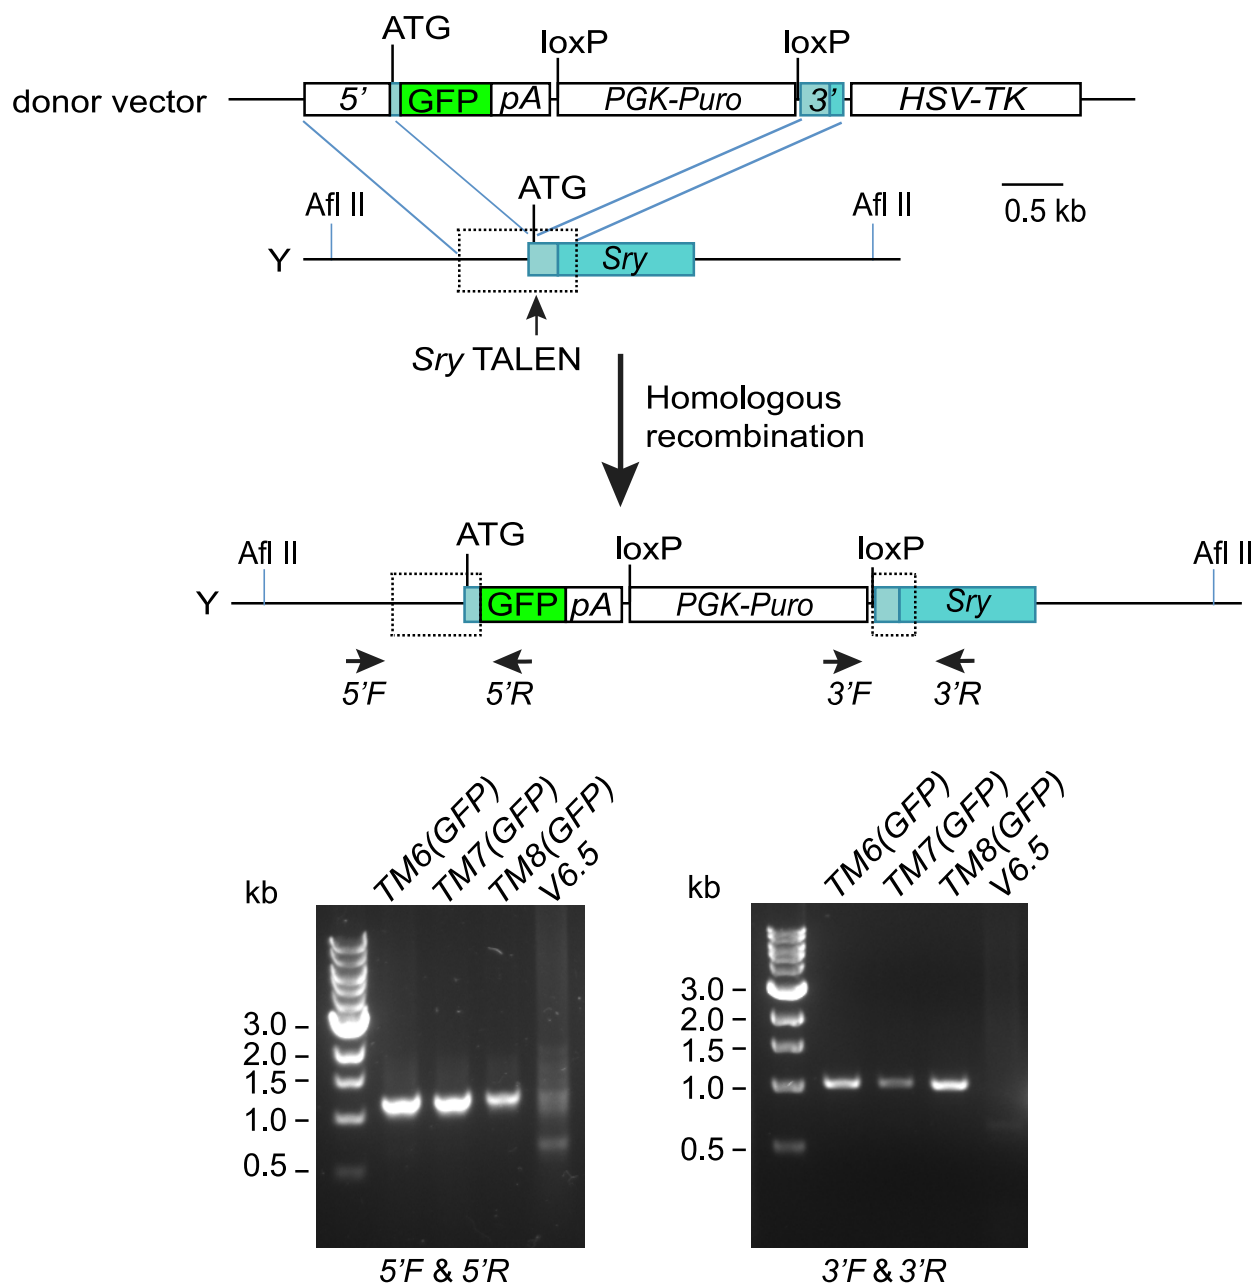 ATG
loxP
loxP
donor vector
5’
GFP
pA
PGK-Puro
3’
HSV-TK
ATG
Afl II
Afl II
0.5 kb
Y
Sry
Sry TALEN
Homologous
recombination
ATG
loxP
loxP
Afl II
Afl II
Y
GFP
pA
PGK-Puro
Sry
5’F
5’R
3’F
3’R
kb
TM6(GFP)
TM7(GFP)
TM8(GFP)
V6.5
3.0
2.0
1.5
1.0
0.5
5’F & 5’R
kb
TM6(GFP)
TM7(GFP)
TM8(GFP)
V6.5
3.0
2.0
1.5
1.0
0.5
3’F & 3’R